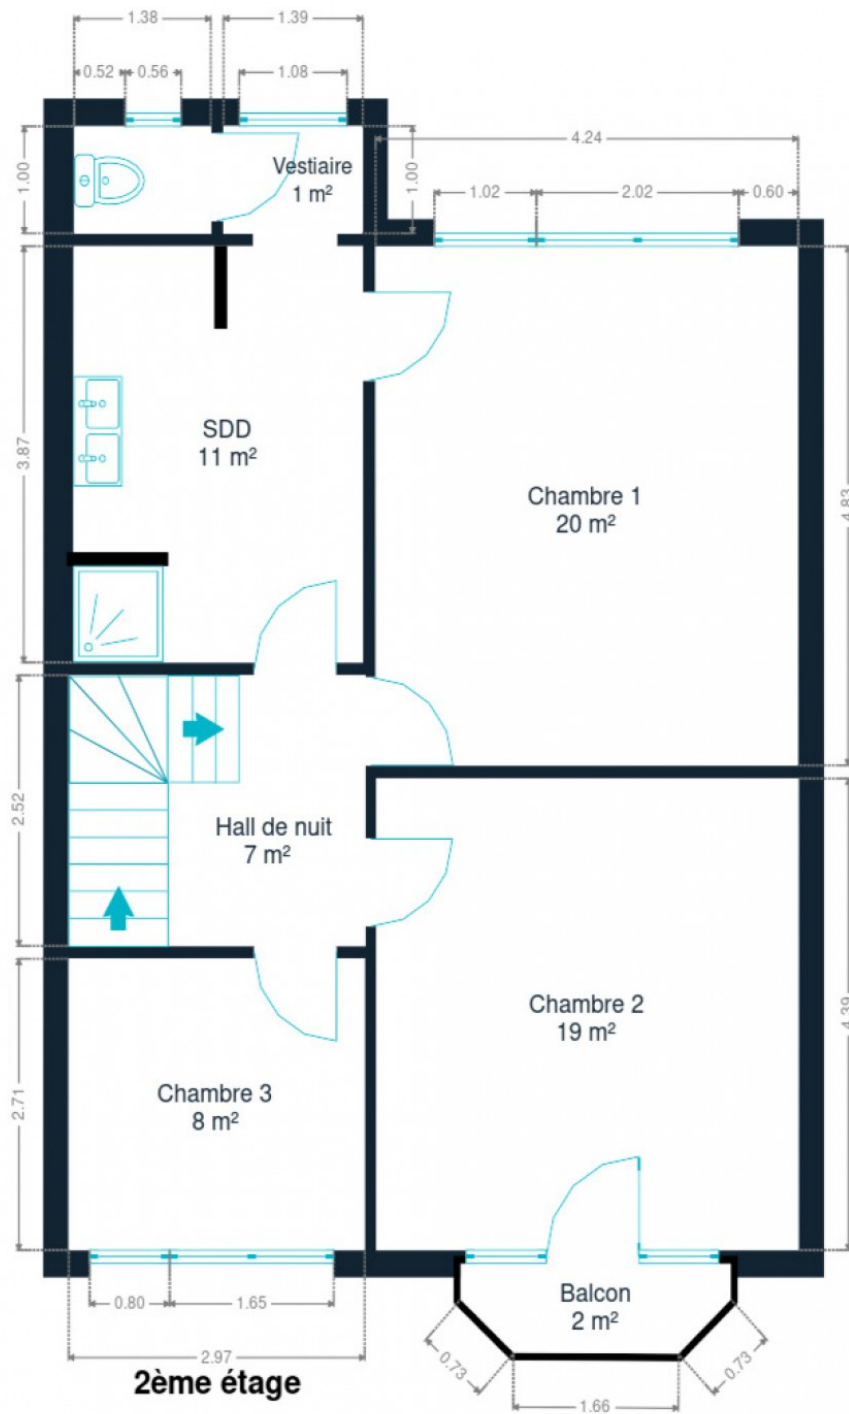 1.38
1.39
0.52
0.56
1.08
1.00
Vestiaire
1 m²
1.00
4.24
1.02
2.02
0.60
3.87
SDD
11 m²
Chambre 1
20 m²
4.83
2.52
Hall de nuit
7 m²
Chambre 2
19 m²
4.39
2.71
Chambre 3
8 m²
Balcon
2 m²
0.80
1.65
0.73
0.73
2.97
1.66
2ème étage